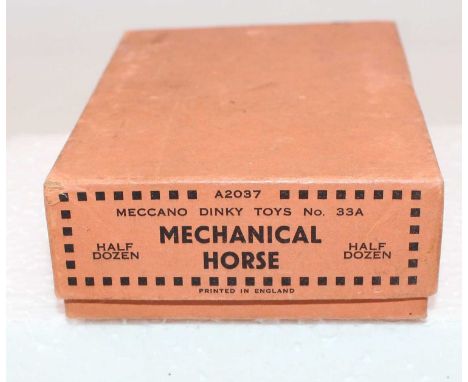 A2037
MECCANO DINKY TOYS No. 33A
HALF DOZEN
MECHANICAL HORSE
HALF DOZEN
PRINTED IN ENGLAND